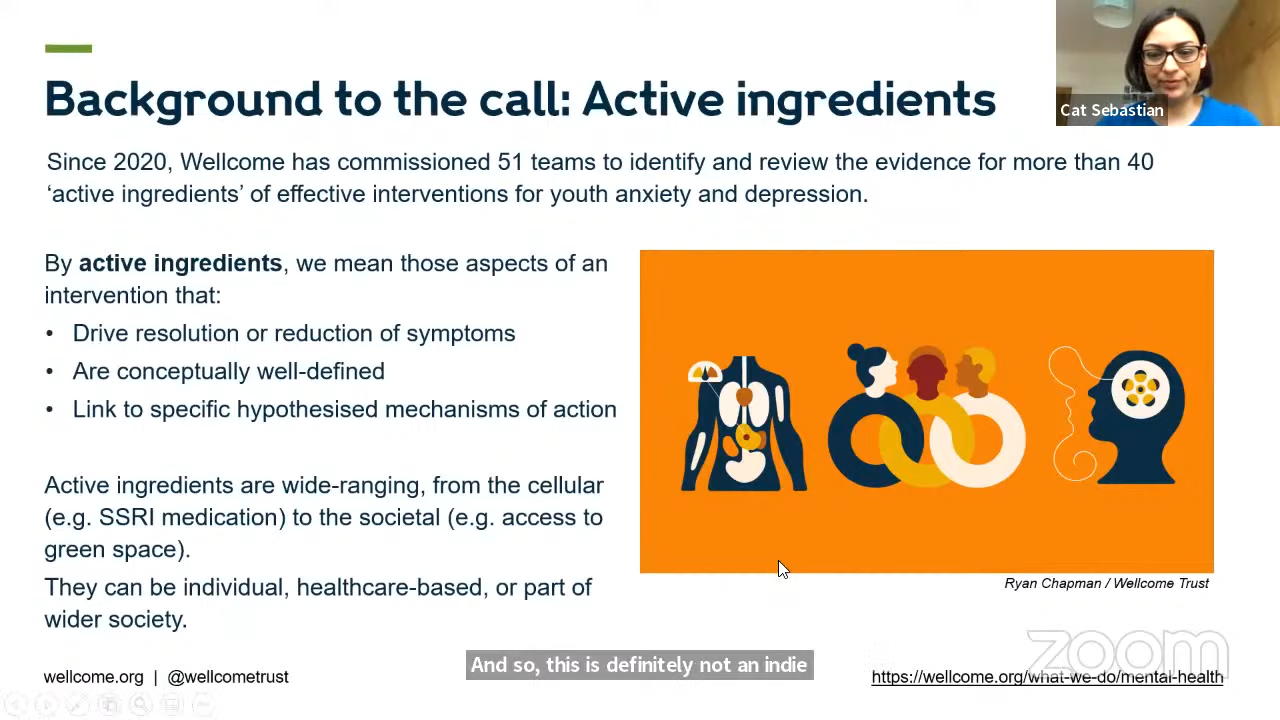 Background to the call: Active ingredients
Cat Sebastian
Since 2020, Wellcome has commissioned 51 teams to identify and review the evidence for more than 40
‘active ingredients’ of effective interventions for youth anxiety and depression.
By active ingredients, we mean those aspects of an
intervention that:
• Drive resolution or reduction of symptoms
• Are conceptually well-defined
• Link to specific hypothesised mechanisms of action
Active ingredients are wide-ranging, from the cellular
(e.g. SSRI medication) to the societal (e.g. access to
green space).
They can be individual, healthcare-based, or part of
wider society.
Ryan Chapman / Wellcome Trust
zoom
And so, this is definitely not an indie
wellcome.org | @wellcometrust
https://wellcome.org/what-we-do/mental-health